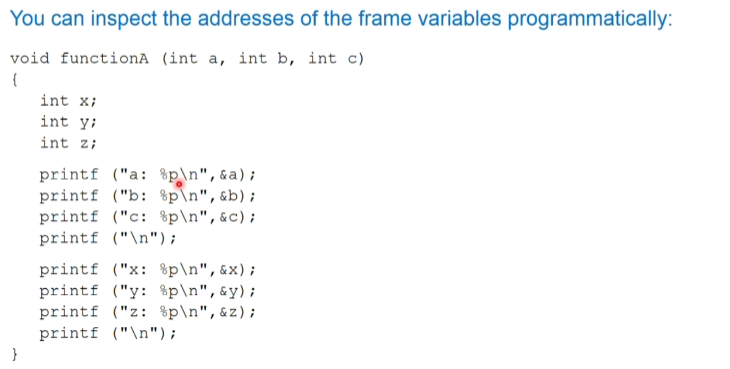 You can inspect the addresses of the frame variables programmatically:
void functionA (int a, int b, int c)
{
int x;
int y;
int z;
printf ("a: %p\n",&a);
printf ("b: %p\n",&b);
printf ("c: %p\n",&c);
printf ("\n");
printf ("x: %p\n",&x);
printf ("y: %p\n",&y);
printf ("z: %p\n",&z);
printf ("\n");
}